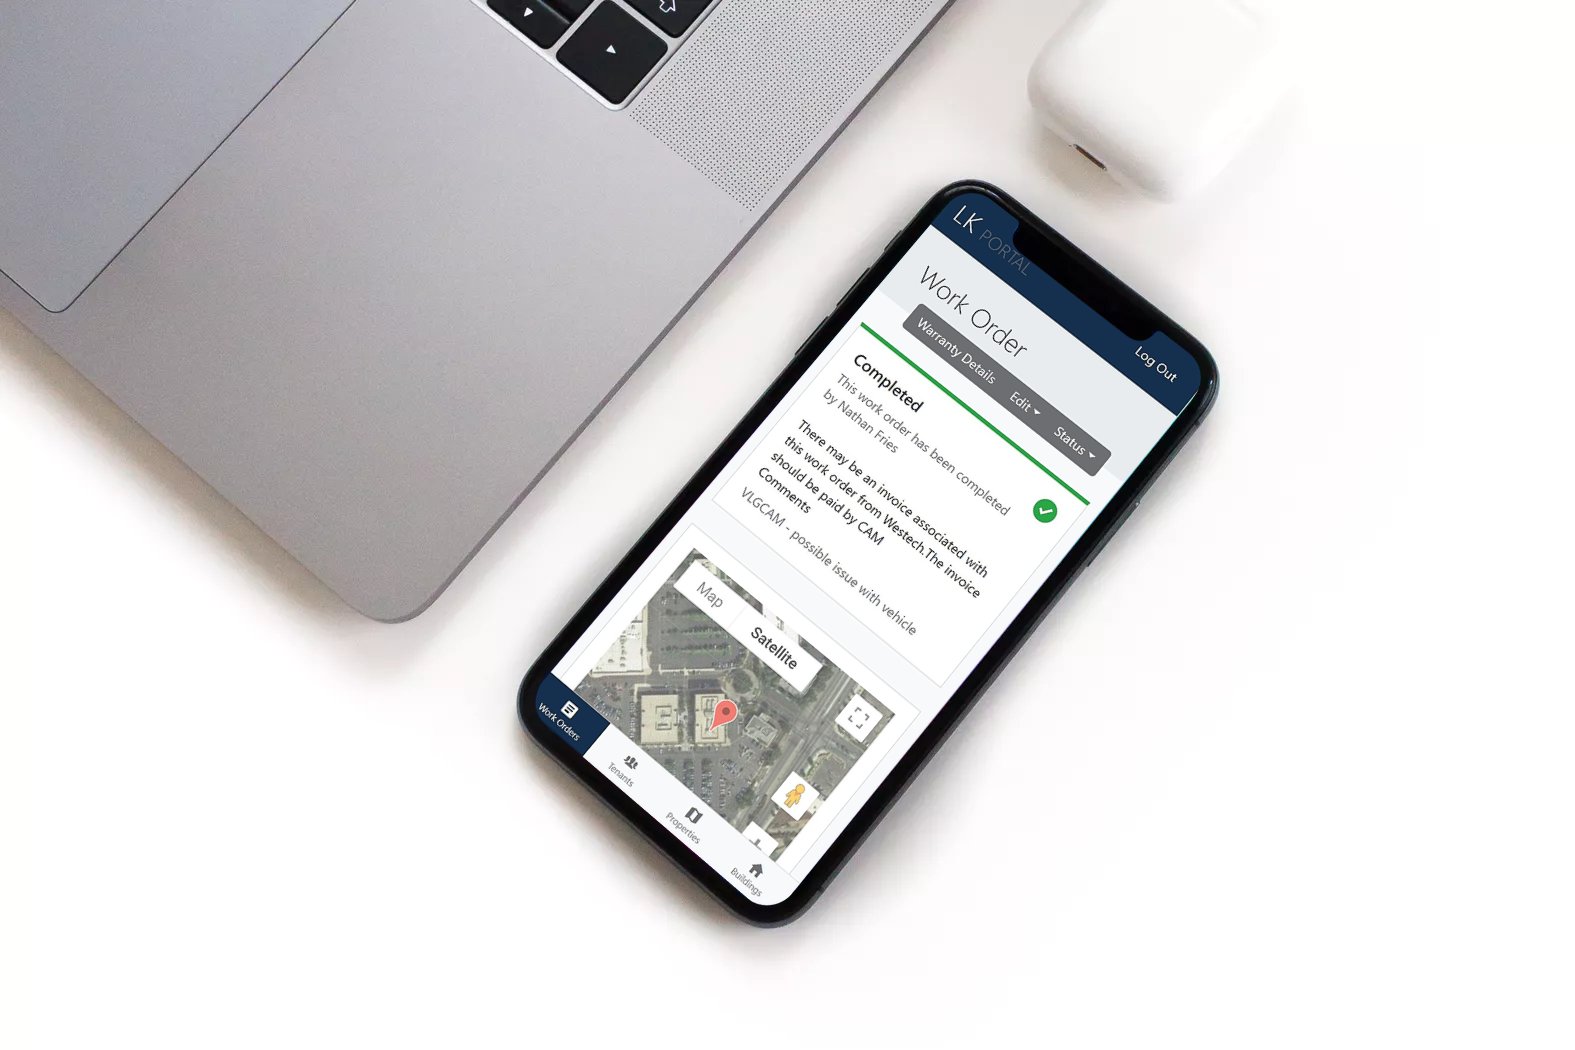 LK PORTAL
Log Out
Work Order
Warranty Details Edit Status
Completed
This work order has been completed
by Nathan Fries
There may be an invoice associated with
this work order from Westech.The invoice
should be paid by CAM
Comments
VLGCAM - possible issue with vehicle
Map Satellite
Work Orders
Tenants
Properties
Buildings